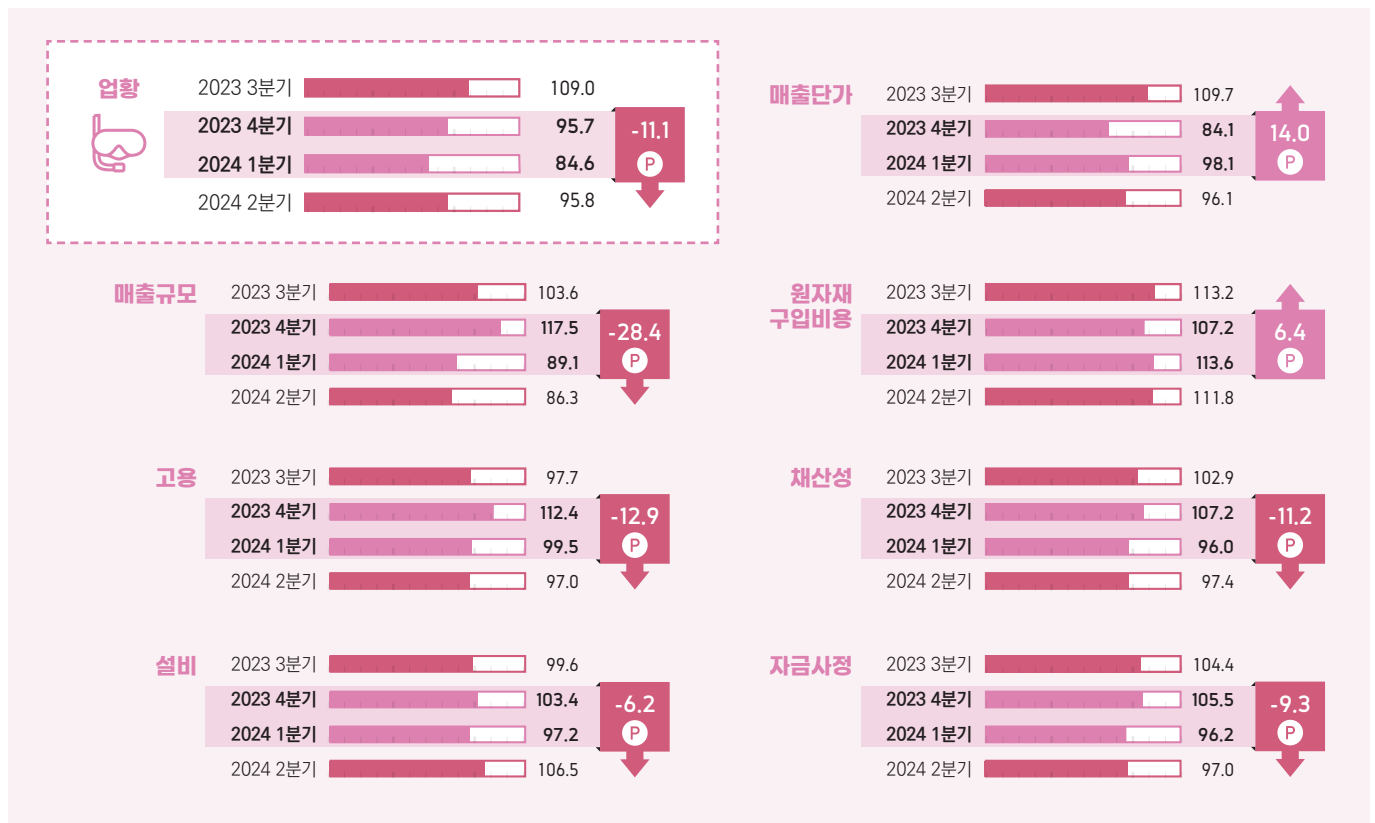 업황
2023 3분기 109.0
2023 4분기 95.7
2024 1분기 84.6
2024 2분기 95.8
-11.1
P
매출단가
2023 3분기 109.7
2023 4분기 84.1
2024 1분기 98.1
2024 2분기 96.1
14.0
P
매출규모
2023 3분기 103.6
2023 4분기 117.5
2024 1분기 89.1
2024 2분기 86.3
-28.4
P
원자재
구입비용
2023 3분기 113.2
2023 4분기 107.2
2024 1분기 113.6
2024 2분기 111.8
6.4
P
고용
2023 3분기 97.7
2023 4분기 112.4
2024 1분기 99.5
2024 2분기 97.0
-12.9
P
채산성
2023 3분기 102.9
2023 4분기 107.2
2024 1분기 96.0
2024 2분기 97.4
-11.2
P
설비
2023 3분기 99.6
2023 4분기 103.4
2024 1분기 97.2
2024 2분기 106.5
-6.2
P
자금사정
2023 3분기 104.4
2023 4분기 105.5
2024 1분기 96.2
2024 2분기 97.0
-9.3
P